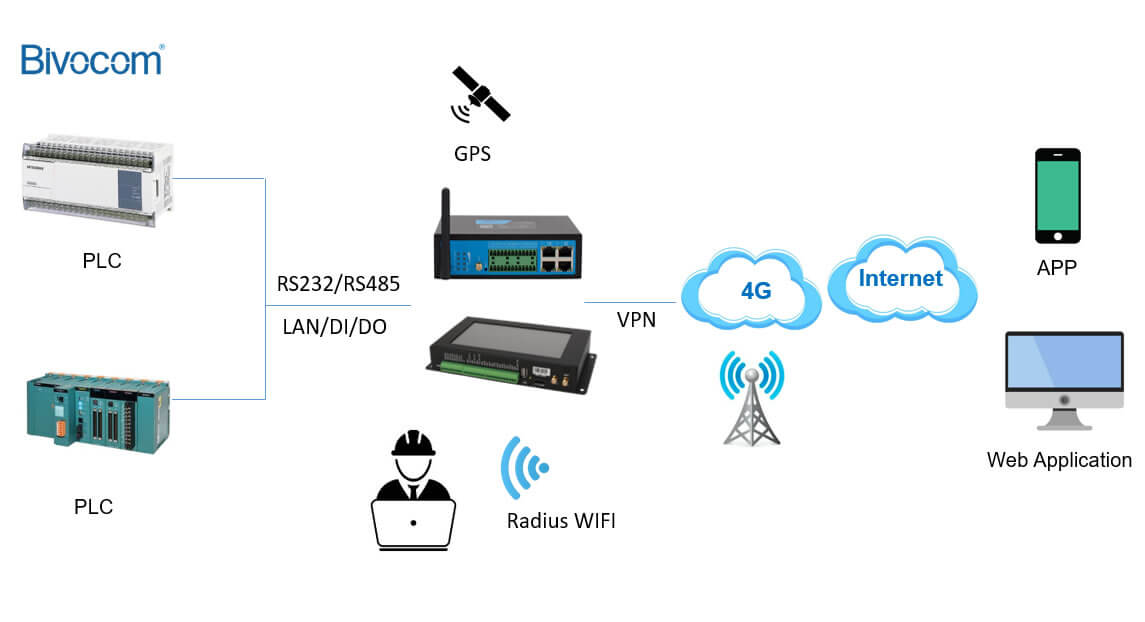 Bivocom®
GPS
PLC
RS232/RS485
LAN/DI/DO
PLC
VPN
4G
Internet
APP
Web Application
Radius WIFI